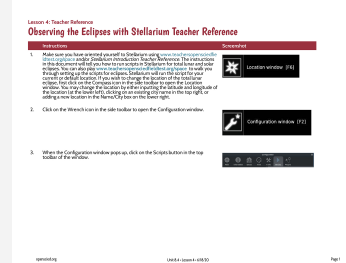 Lesson 4: Teacher Reference
Observing the Eclipses with Stellarium Teacher Reference
Instructions
Screenshot
1. Make sure you have oriented yourself to Stellarium using
and/or Stellarium Introduction Teacher Reference. The instructions
in this document will tell you how to run scripts in Stellarium for total lunar and solar
eclipses. You can also play to walk you
through setting up the scripts for eclipses. Stellarium will run the script for your
current or default location. If you wish to change the location of the total lunar
eclipse, first click on the Compass icon in the side toolbar to open the Location
window. You may change the location by either inputting the latitude and longitude of
the location (at the lower left), clicking on an existing city name in the top right, or
adding a new location in the Name/City box on the lower right.
Location window [F6]
2. Click on the Wrench icon in the side toolbar to open the Configuration window.
Configuration window [F2]
3. When the Configuration window pops up, click on the Scripts button in the top
toolbar of the window.
openscied.org
Unit 8.4 • Lesson 4 • 4/8/20
Page 1